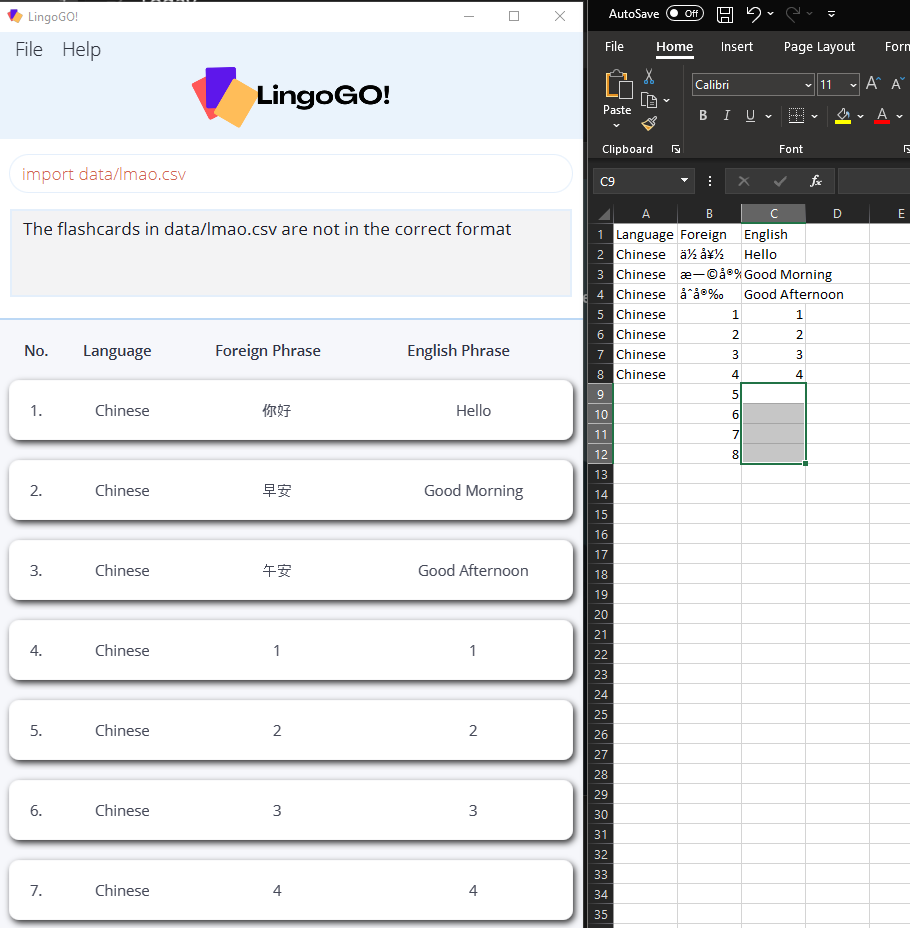 LingoGO!
File Help
LingoGO!
import data/lmao.csv
The flashcards in data/lmao.csv are not in the correct format
No. Language Foreign Phrase English Phrase
1. Chinese 你好 Hello
2. Chinese 早安 Good Morning
3. Chinese 午安 Good Afternoon
4. Chinese 1 1
5. Chinese 2 2
6. Chinese 3 3
7. Chinese 4 4
AutoSave Off
File Home Insert Page Layout Forn
Paste Calibri 11 A A
B I U A
Clipboard Font
C9 fx
A B C D E
1 Language Foreign English
2 Chinese ä½ å¥½ Hello
3 Chinese æ—©å®‰ Good Morning
4 Chinese åˆå®‰ Good Afternoon
5 Chinese 1 1
6 Chinese 2 2
7 Chinese 3 3
8 Chinese 4 4
9 5
10 6
11 7
12 8
13
14
15
16
17
18
19
20
21
22
23
24
25
26
27
28
29
30
31
32
33
34
35